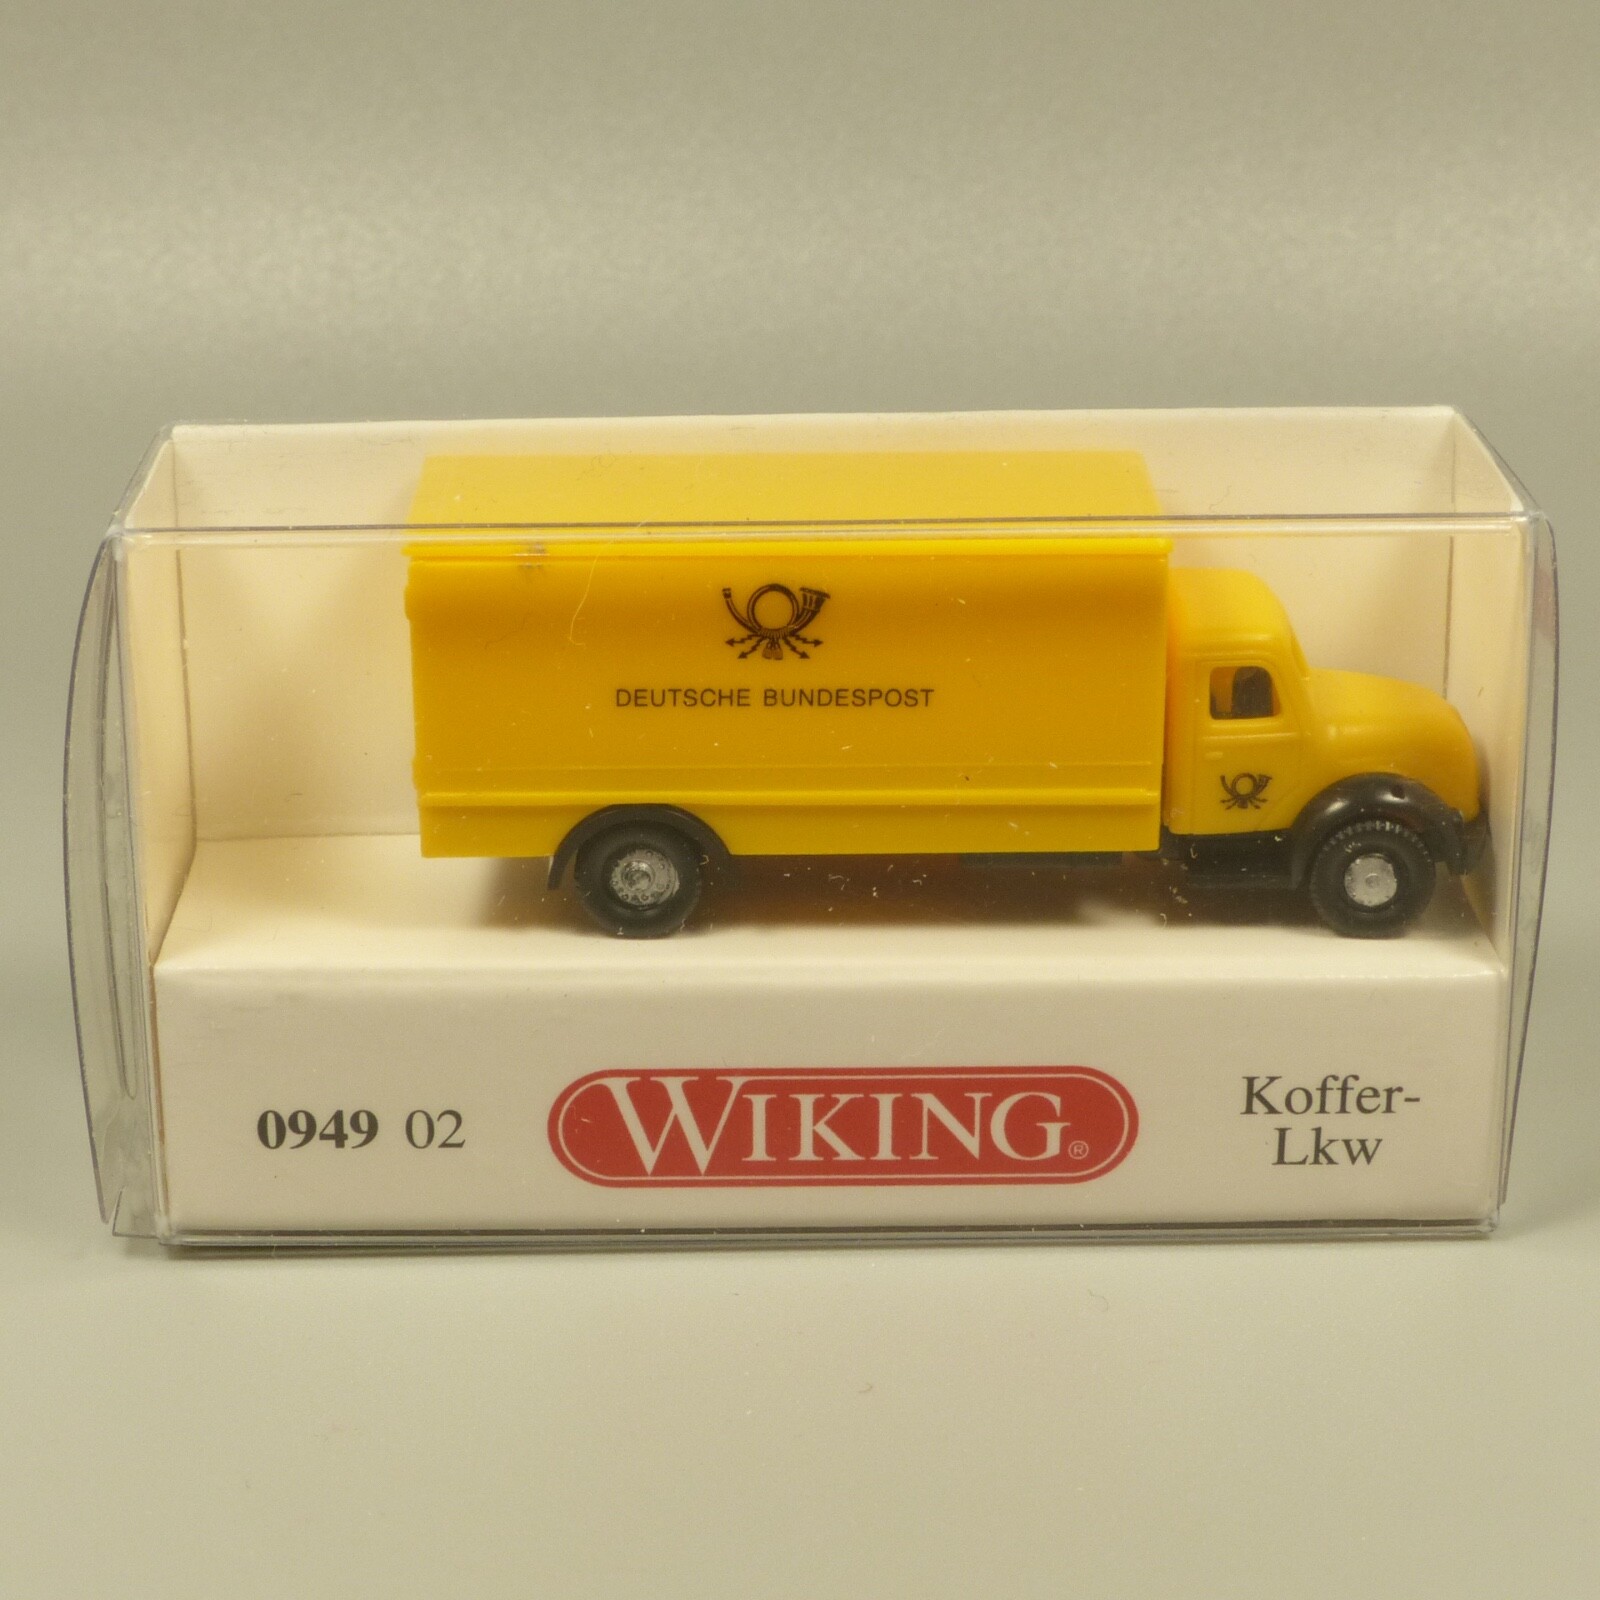 DEUTSCHE BUNDESPOST
0949 02
WIKING®
Koffer-
Lkw